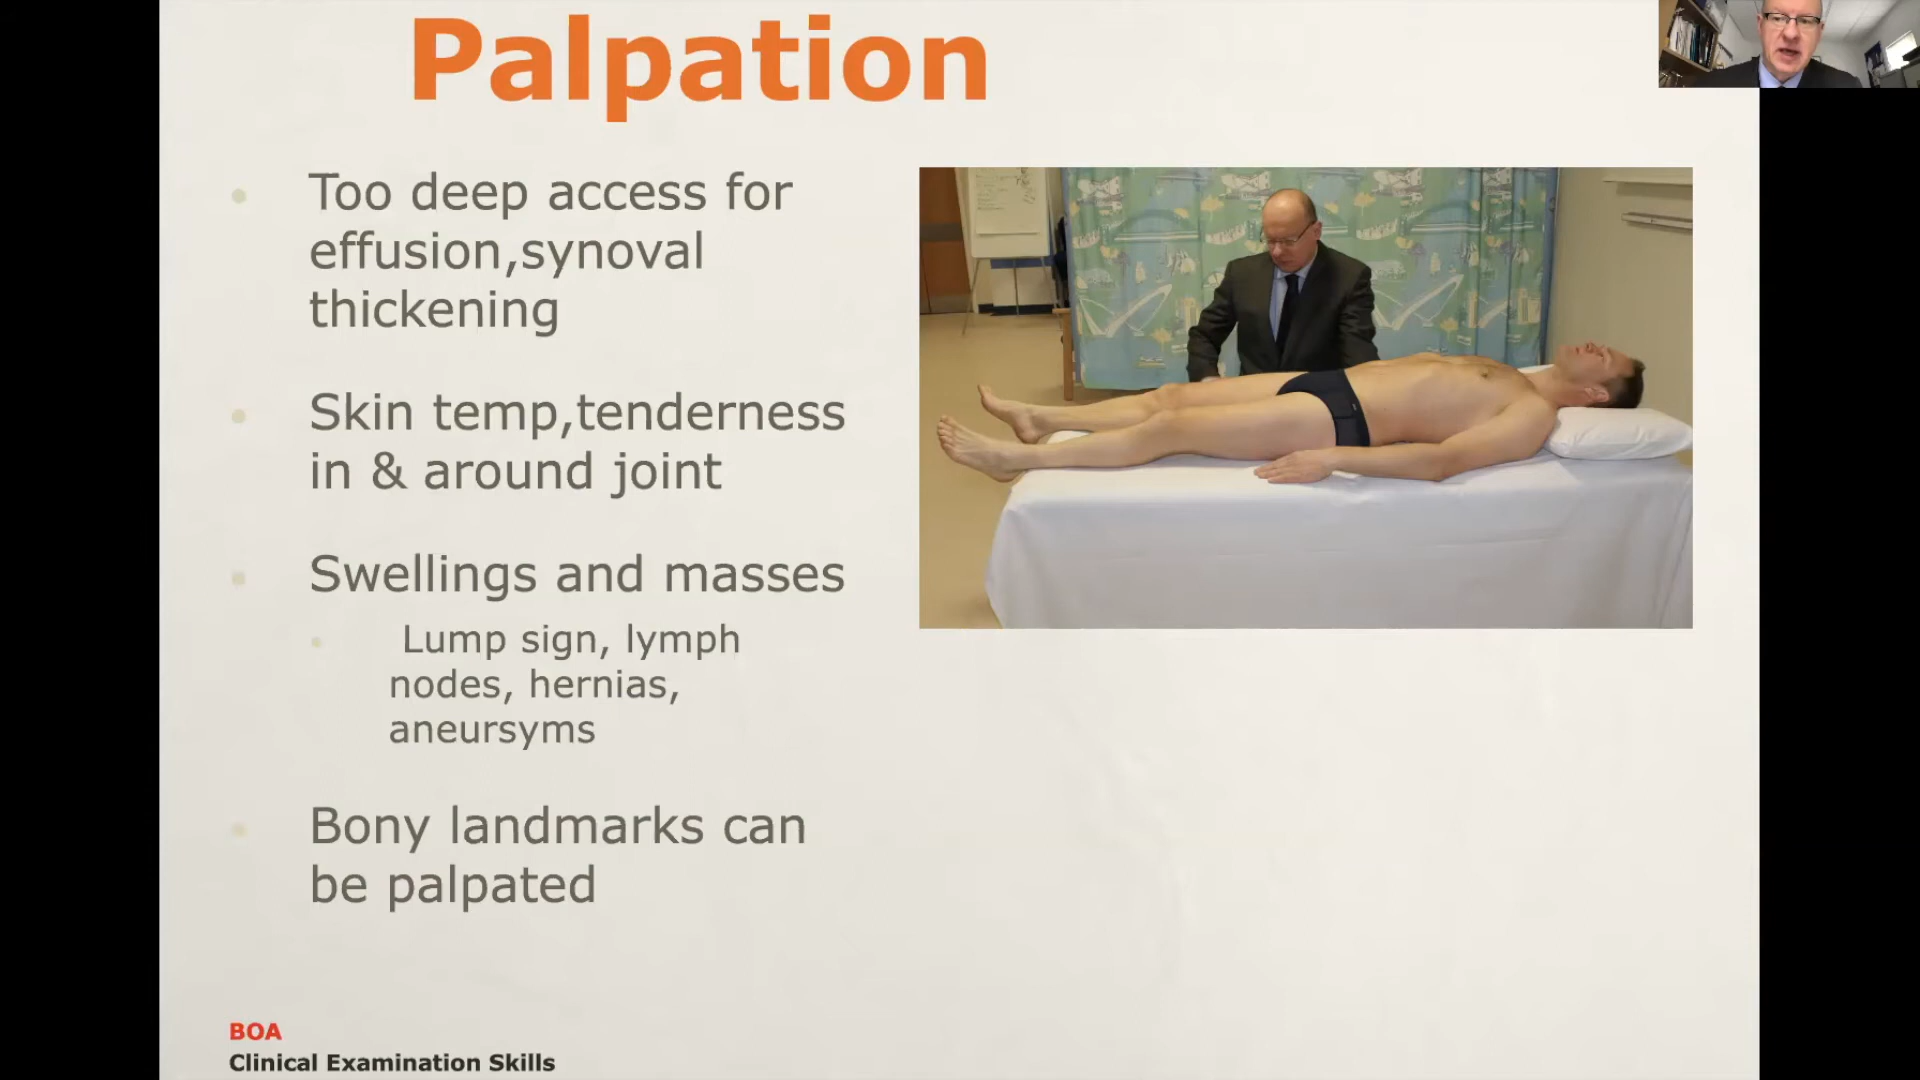 Palpation
Too deep access for
effusion,synoval
thickening
Skin temp,tenderness
in & around joint
Swellings and masses
Lump sign, lymph
nodes, hernias,
aneursyms
Bony landmarks can
be palpated
BOA
Clinical Examination Skills